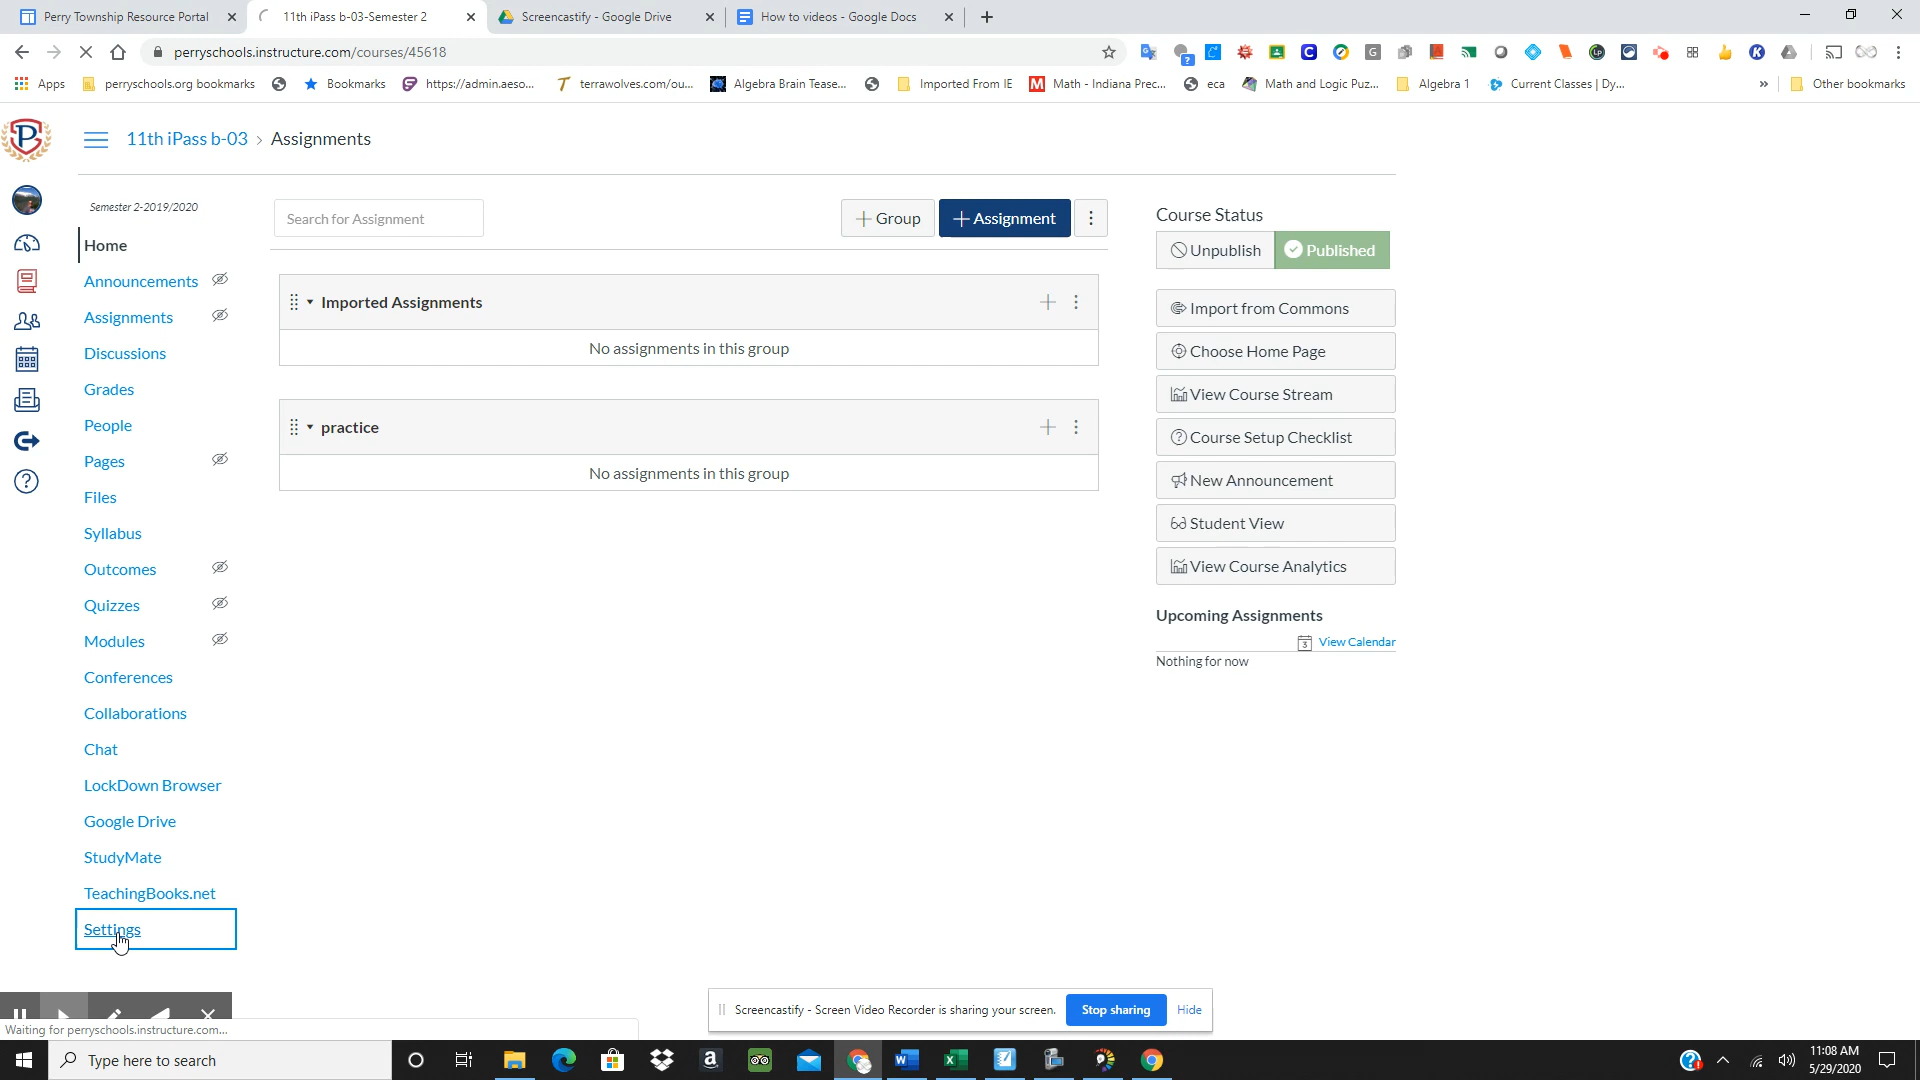 Perry Township Resource Portal
11th iPass b-03-Semester 2
Screencastify - Google Drive
How to videos - Google Docs
perryschools.instructure.com/courses/45618
Apps
perryschools.org bookmarks
Bookmarks
https://admin.aeso...
terrawolves.com/ou...
Algebra Brain Tease...
Imported From IE
Math - Indiana Prec...
eca
Math and Logic Puz...
Algebra 1
Current Classes | Dy...
»
Other bookmarks
11th iPass b-03 > Assignments
Semester 2-2019/2020
Home
Announcements
Assignments
Discussions
Grades
People
Pages
Files
Syllabus
Outcomes
Quizzes
Modules
Conferences
Collaborations
Chat
LockDown Browser
Google Drive
StudyMate
TeachingBooks.net
Settings
Search for Assignment
+ Group
+ Assignment
Imported Assignments
No assignments in this group
practice
No assignments in this group
Course Status
Unpublish
Published
Import from Commons
Choose Home Page
View Course Stream
Course Setup Checklist
New Announcement
Student View
View Course Analytics
Upcoming Assignments
3 View Calendar
Nothing for now
Screencastify - Screen Video Recorder is sharing your screen.
Stop sharing
Hide
Waiting for perryschools.instructure.com...
Type here to search
11:08 AM
5/29/2020